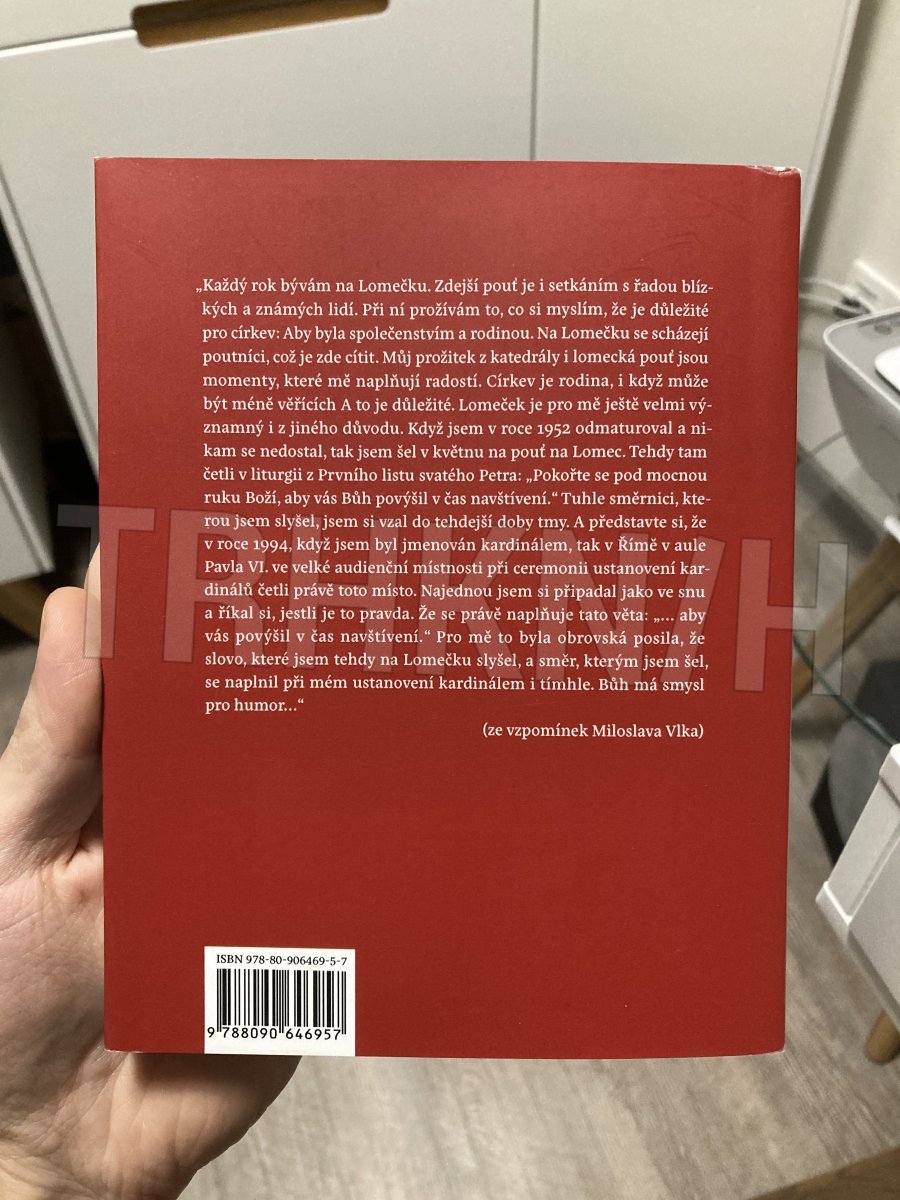 „Každý rok bývám na Lomečku. Zdejší pouť je i setkáním s řadou blíz-
kých a známých lidí. Při ní prožívám to, co si myslím, že je důležité
pro církev: Aby byla společenstvím a rodinou. Na Lomečku se scházejí
poutníci, což je zde cítit. Můj prožitek z katedrály i lomecká pouť jsou
momenty, které mě naplňují radostí. Církev je rodina, i když může
být méně věřících A to je důležité. Lomeček je pro mě ještě velmi vý-
znamný i z jiného důvodu. Když jsem v roce 1952 odmaturoval a ni-
kam se nedostal, tak jsem šel v květnu na pouť na Lomec. Tehdy tam
četli v liturgii z Prvního listu svatého Petra: „Pokořte se pod mocnou
ruku Boží, aby vás Bůh povýšil v čas navštívení.“ Tuhle směrnici, kte-
rou jsem slyšel, jsem si vzal do tehdejší doby tmy. A představte si, že
v roce 1994, když jsem byl jmenován kardinálem, tak v Římě v aule
Pavla VI. ve velké audienční místnosti při ceremonii ustanovení kar-
dinálů četli právě toto místo. Najednou jsem si připadal jako ve snu
a říkal si, jestli je to pravda. Že se právě naplňuje tato věta: „… aby
vás povýšil v čas navštívení.“ Pro mě to byla obrovská posila, že
slovo, které jsem tehdy na Lomečku slyšel, a směr, kterým jsem šel,
se naplnil při mém ustanovení kardinálem i tímhle. Bůh má smysl
pro humor…“
(ze vzpomínek Miloslava Vlka)
TRHKNIH
ISBN 978-80-906469-5-7
9 788090 646957